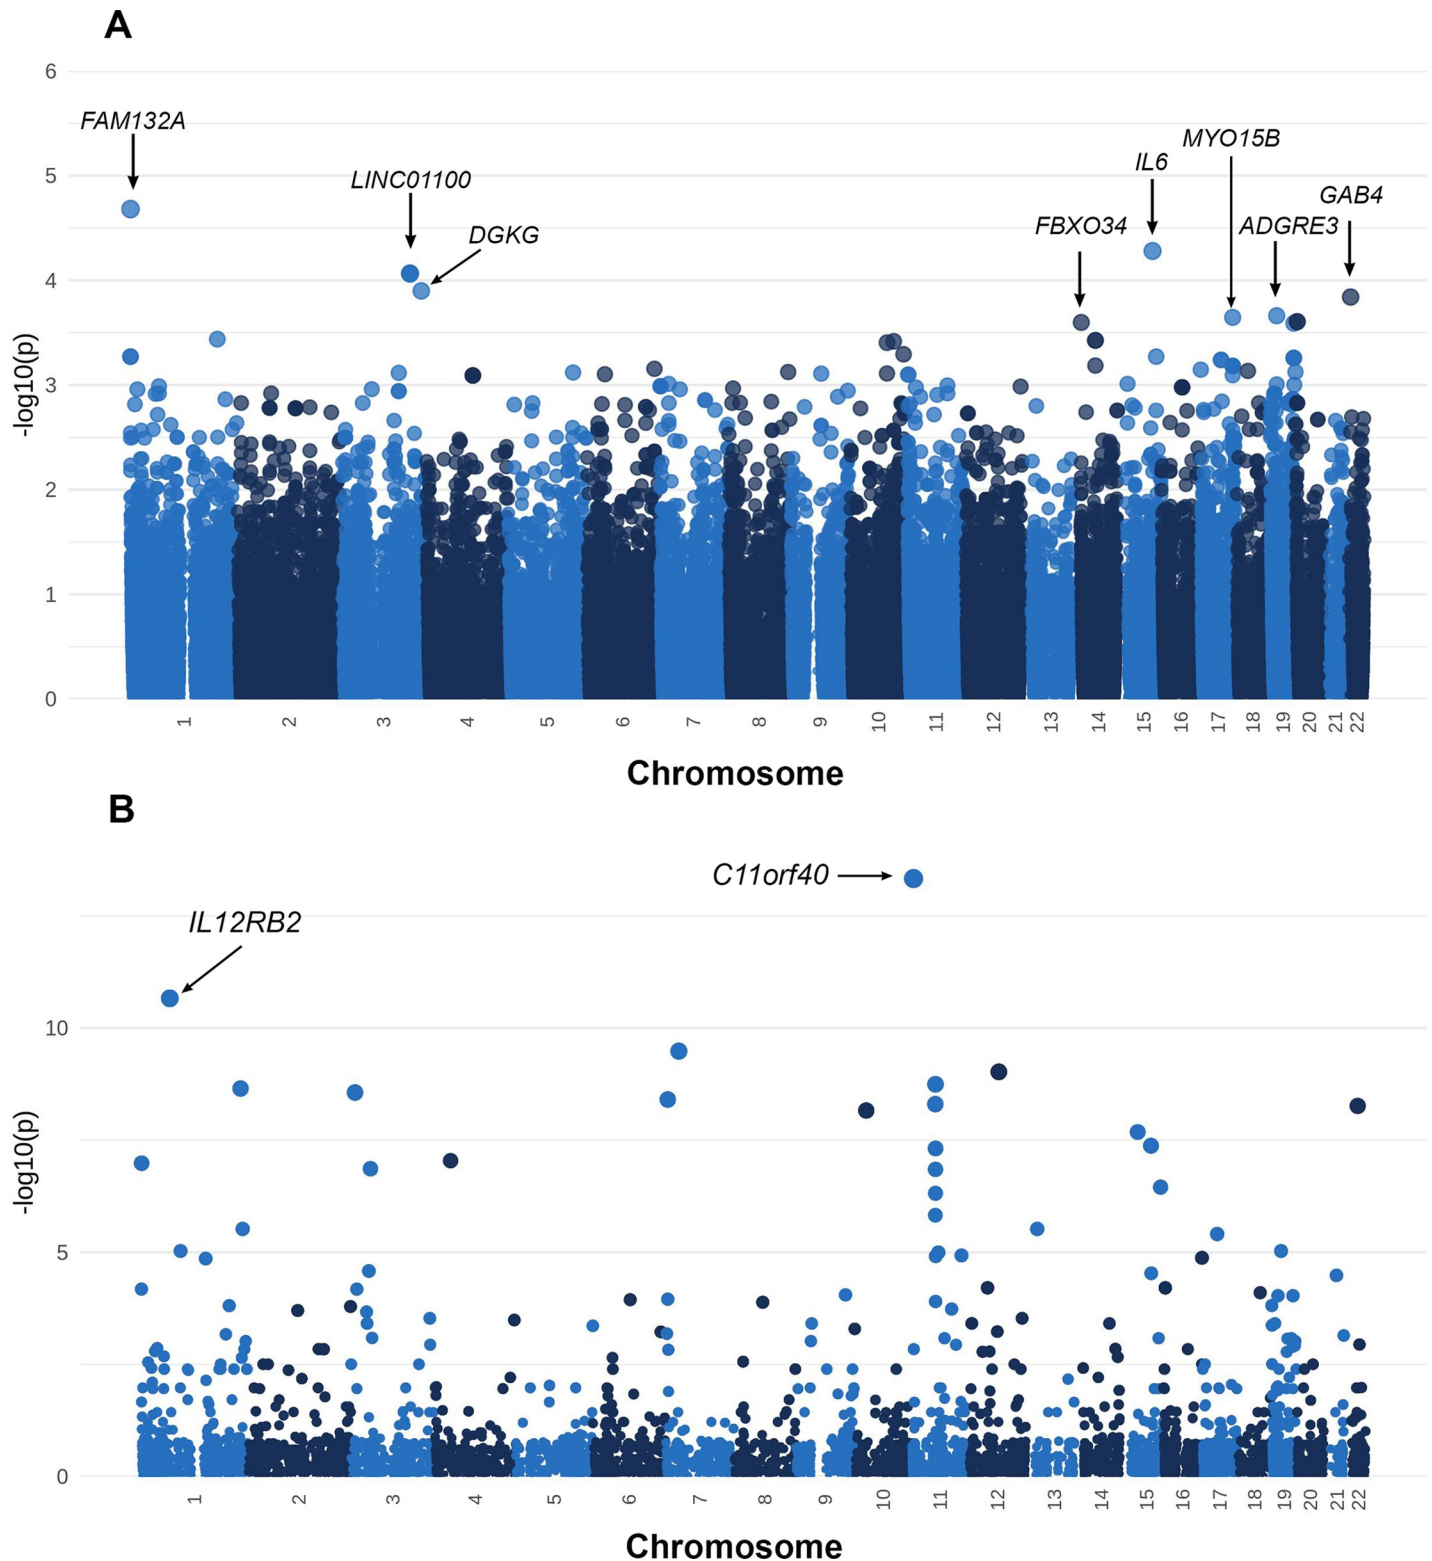 A
6
FAM132A
MYO15B
IL6
5
LINC01100
GAB4
FBXO34
ADGRE3
DGKG
4
-log10(p)
3
2
1
0
1 2 3 4 5 6 7 8 9 10 11 12 13 14 15 16 17 18 19 20 21 22
Chromosome
B
C11orf40
IL12RB2
10
-log10(p)
5
0
1 2 3 4 5 6 7 8 9 10 11 12 13 14 15 16 17 18 19 20 21 22
Chromosome